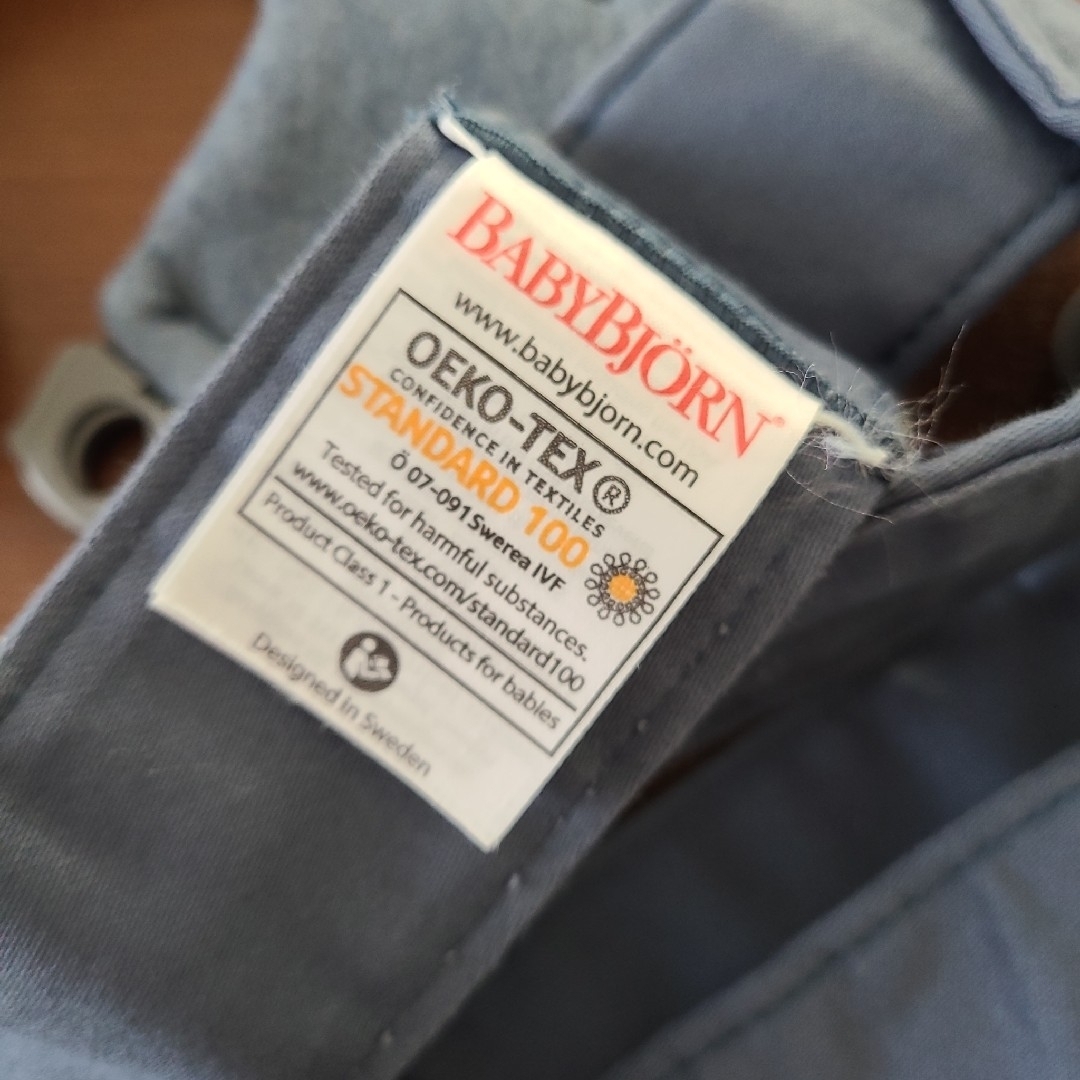 BABYBJÖRN®
www.babybjorn.com
OEKO-TEX®
CONFIDENCE IN TEXTILES
STANDARD 100
Ö 07-091 Swerea IVF
Tested for harmful substances.
www.oeko-tex.com/standard100
Product Class 1 - Products for babies
Designed in Sweden